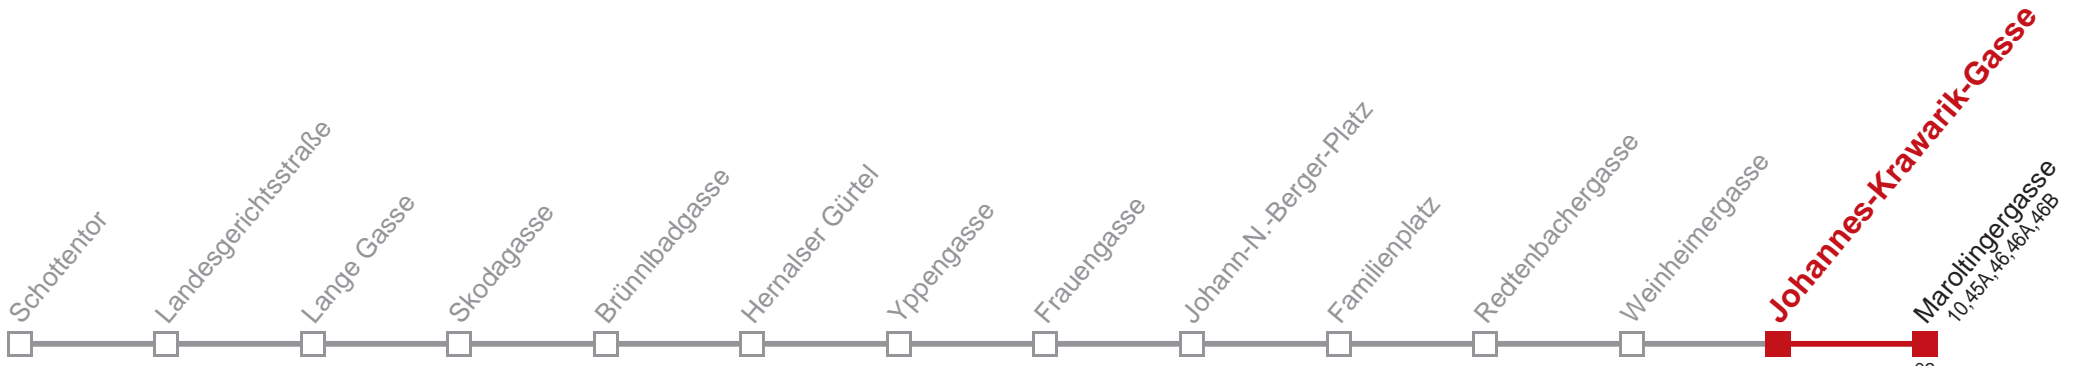 Schottentor
Landesgerichtsstraße
Lange Gasse
Skodagasse
Brünnlbadgasse
Hernalser Gürtel
Yppengasse
Frauengasse
Johann-N.-Berger-Platz
Familienplatz
Redtenbachergasse
Weinheimergasse
Johannes-Krawarik-Gasse
Maroltingergasse
10,45A,46,46A,46B